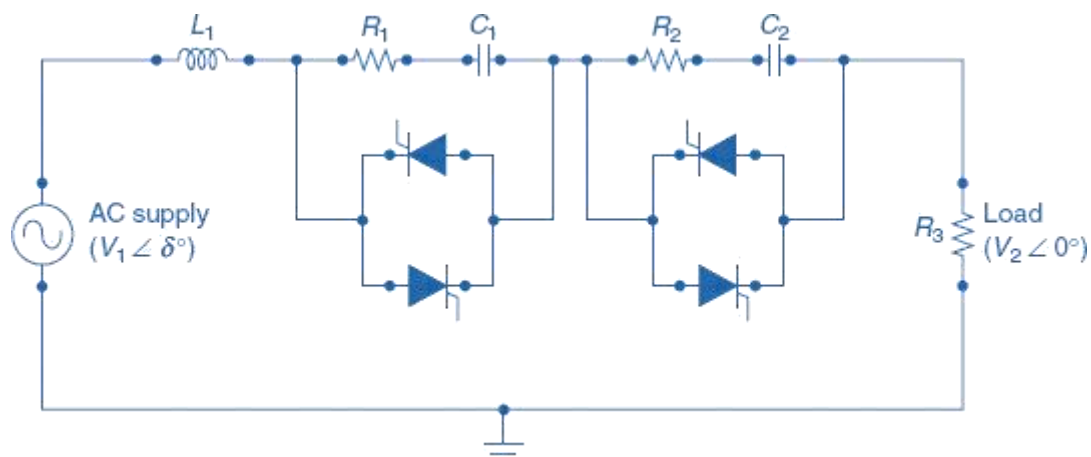 L₁
R₁
C₁
R₂
C₂
AC supply
(V₁ ∠ δ°)
R₃
Load
(V₂ ∠ 0°)